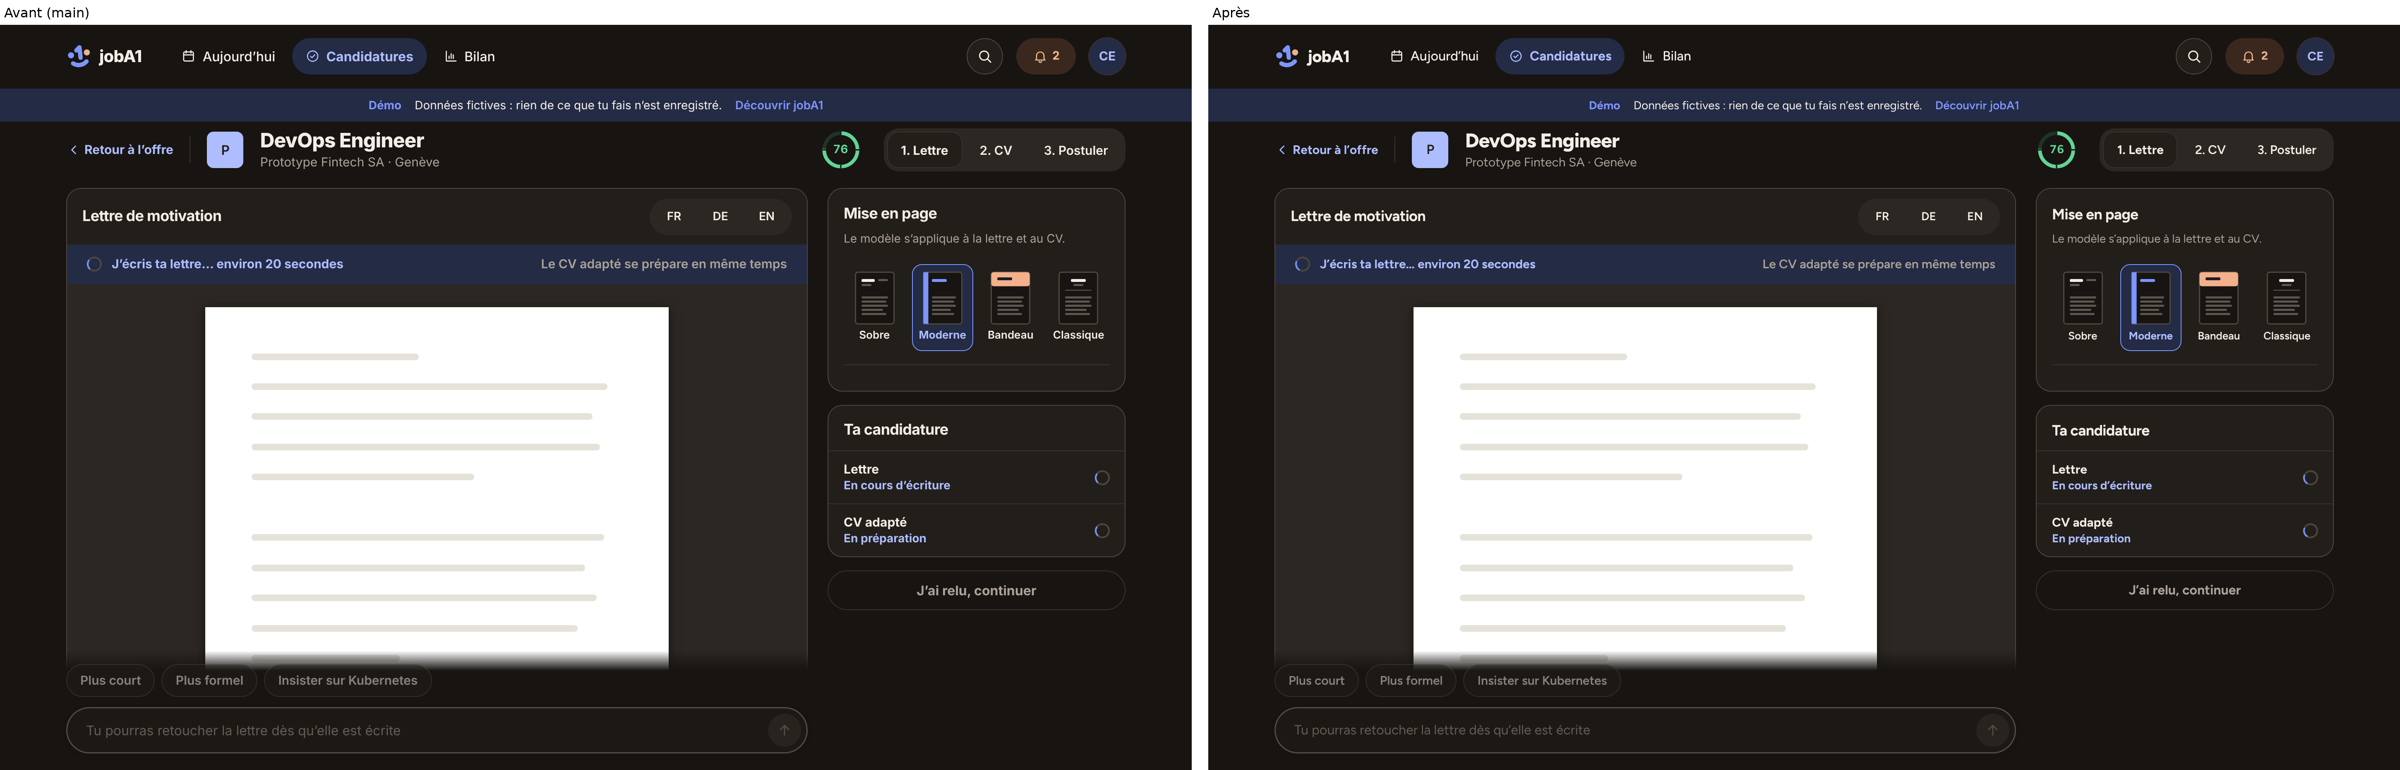 Avant (main)
jobA1 Aujourd'hui Candidatures Bilan 2 CE
Démo Données fictives : rien de ce que tu fais n'est enregistré. Découvrir jobA1
Retour à l'offre P DevOps Engineer
Prototype Fintech SA · Genève
76 1. Lettre 2. CV 3. Postuler
Lettre de motivation FR DE EN
J'écris ta lettre… environ 20 secondes Le CV adapté se prépare en même temps
Mise en page
Le modèle s'applique à la lettre et au CV.
Sobre Moderne Bandeau Classique
Ta candidature
Lettre
En cours d'écriture
CV adapté
En préparation
J'ai relu, continuer
Plus court Plus formel Insister sur Kubernetes
Tu pourras retoucher la lettre dès qu'elle est écrite
Après
jobA1 Aujourd'hui Candidatures Bilan 2 CE
Démo Données fictives : rien de ce que tu fais n'est enregistré. Découvrir jobA1
Retour à l'offre P DevOps Engineer
Prototype Fintech SA · Genève
76 1. Lettre 2. CV 3. Postuler
Lettre de motivation FR DE EN
J'écris ta lettre… environ 20 secondes Le CV adapté se prépare en même temps
Mise en page
Le modèle s'applique à la lettre et au CV.
Sobre Moderne Bandeau Classique
Ta candidature
Lettre
En cours d'écriture
CV adapté
En préparation
J'ai relu, continuer
Plus court Plus formel Insister sur Kubernetes
Tu pourras retoucher la lettre dès qu'elle est écrite